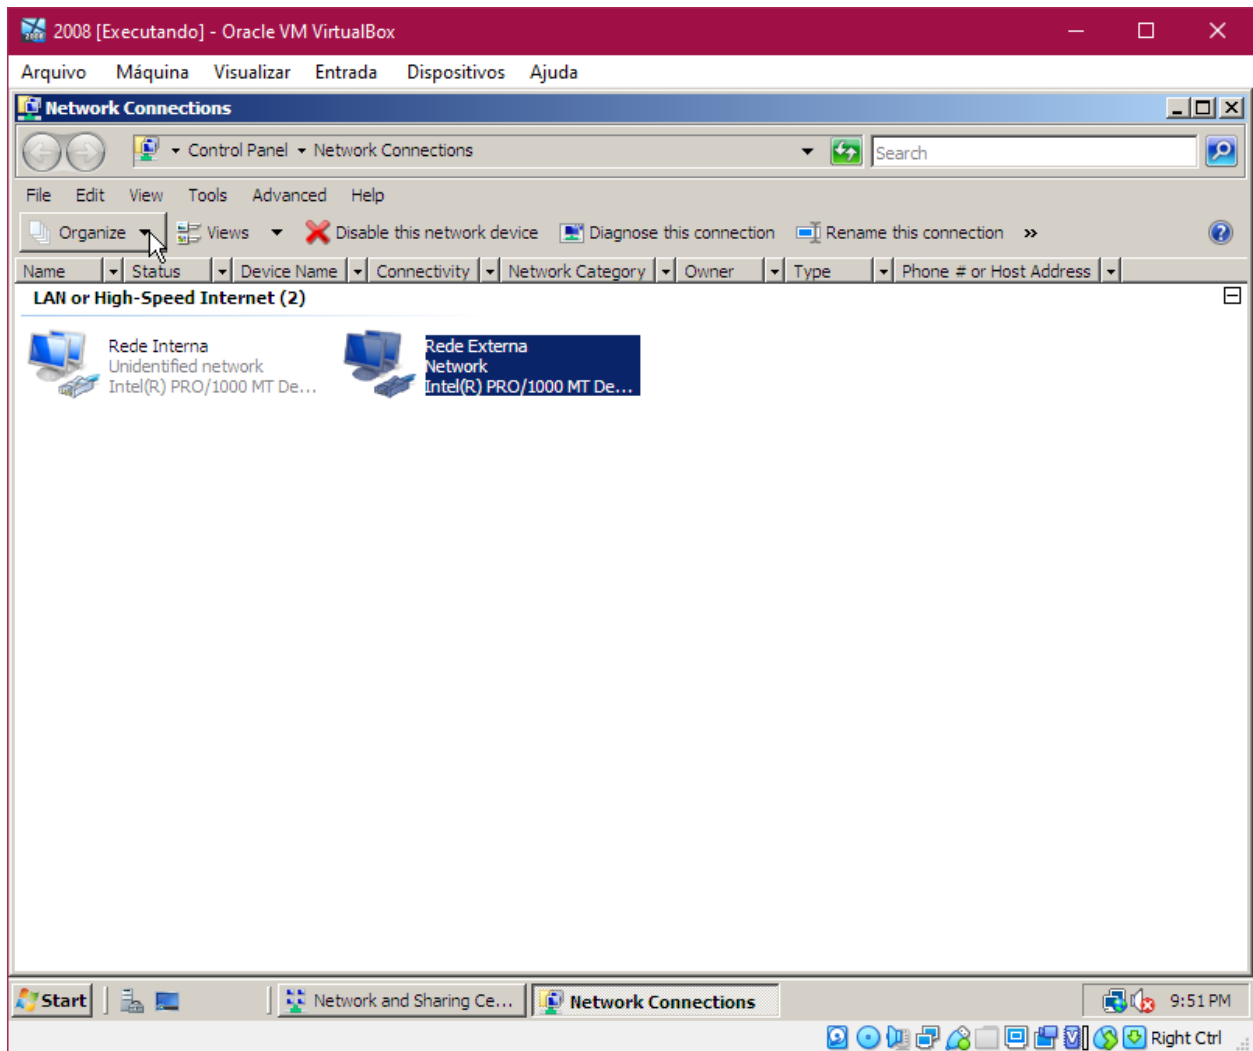 2008 [Executando] - Oracle VM VirtualBox
Arquivo Máquina Visualizar Entrada Dispositivos Ajuda
Network Connections
Control Panel Network Connections Search
File Edit View Tools Advanced Help
Organize Views Disable this network device Diagnose this connection Rename this connection »
Name Status Device Name Connectivity Network Category Owner Type Phone # or Host Address
LAN or High-Speed Internet (2)
Rede Interna
Unidentified network
Intel(R) PRO/1000 MT De...
Rede Externa
Network
Intel(R) PRO/1000 MT De...
Start Network and Sharing Ce... Network Connections 9:51 PM
Right Ctrl